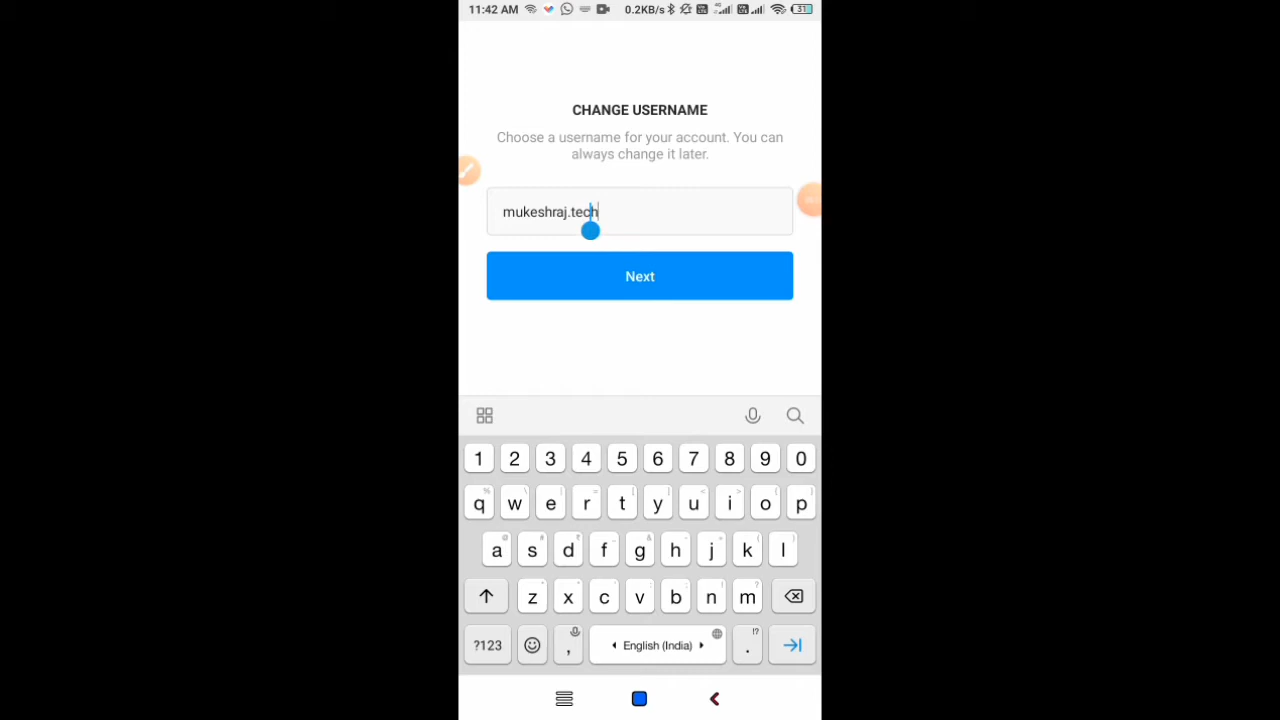 11:42 AM 0.2KB/s 31
CHANGE USERNAME
Choose a username for your account. You can
always change it later.
mukeshraj.tech
Next
1 2 3 4 5 6 7 8 9 0
q w e r t y u i o p
a s d f g h j k l
z x c v b n m
?123 , English (India) . !?